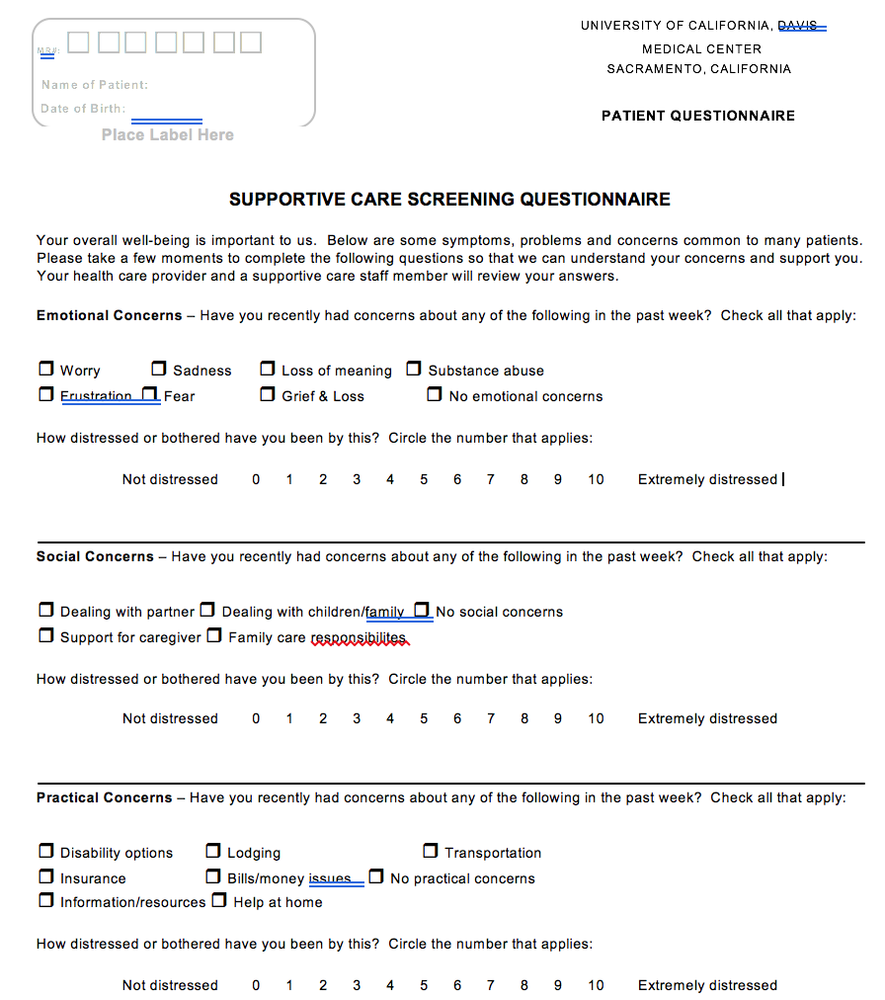 MR#:
Name of Patient:
Date of Birth:
Place Label Here
UNIVERSITY OF CALIFORNIA, DAVIS
MEDICAL CENTER
SACRAMENTO, CALIFORNIA
PATIENT QUESTIONNAIRE
SUPPORTIVE CARE SCREENING QUESTIONNAIRE
Your overall well-being is important to us. Below are some symptoms, problems and concerns common to many patients.
Please take a few moments to complete the following questions so that we can understand your concerns and support you.
Your health care provider and a supportive care staff member will review your answers.
Emotional Concerns – Have you recently had concerns about any of the following in the past week? Check all that apply:
❒ Worry ❒ Sadness ❒ Loss of meaning ❒ Substance abuse
❒ Frustration ❒ Fear ❒ Grief & Loss ❒ No emotional concerns
How distressed or bothered have you been by this? Circle the number that applies:
Not distressed 0 1 2 3 4 5 6 7 8 9 10 Extremely distressed
Social Concerns – Have you recently had concerns about any of the following in the past week? Check all that apply:
❒ Dealing with partner ❒ Dealing with children/family ❒ No social concerns
❒ Support for caregiver ❒ Family care responsibilites
How distressed or bothered have you been by this? Circle the number that applies:
Not distressed 0 1 2 3 4 5 6 7 8 9 10 Extremely distressed
Practical Concerns – Have you recently had concerns about any of the following in the past week? Check all that apply:
❒ Disability options ❒ Lodging ❒ Transportation
❒ Insurance ❒ Bills/money issues ❒ No practical concerns
❒ Information/resources ❒ Help at home
How distressed or bothered have you been by this? Circle the number that applies:
Not distressed 0 1 2 3 4 5 6 7 8 9 10 Extremely distressed